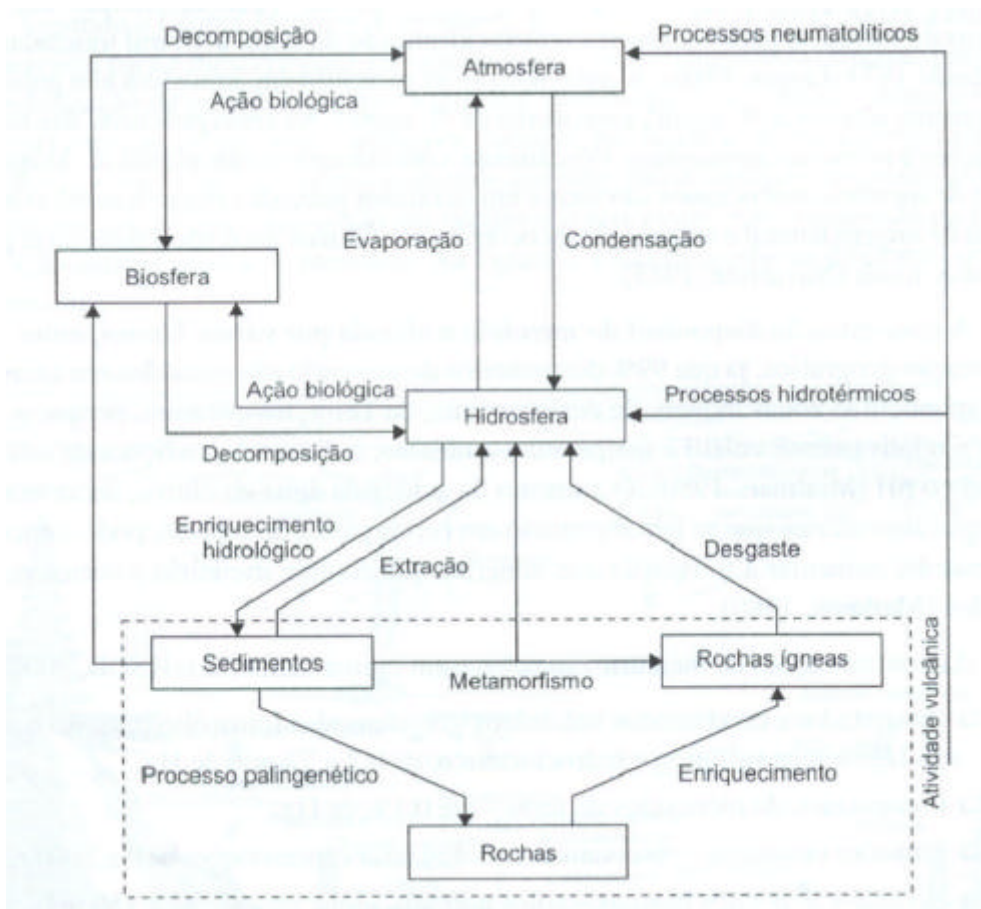 Decomposição
Processos neumatolíticos
Atmosfera
Ação biológica
Evaporação
Condensação
Biosfera
Ação biológica
Processos hidrotérmicos
Hidrosfera
Decomposição
Enriquecimento
hidrológico
Extração
Desgaste
Sedimentos
Rochas ígneas
Metamorfismo
Atividade vulcânica
Processo palingenético
Enriquecimento
Rochas